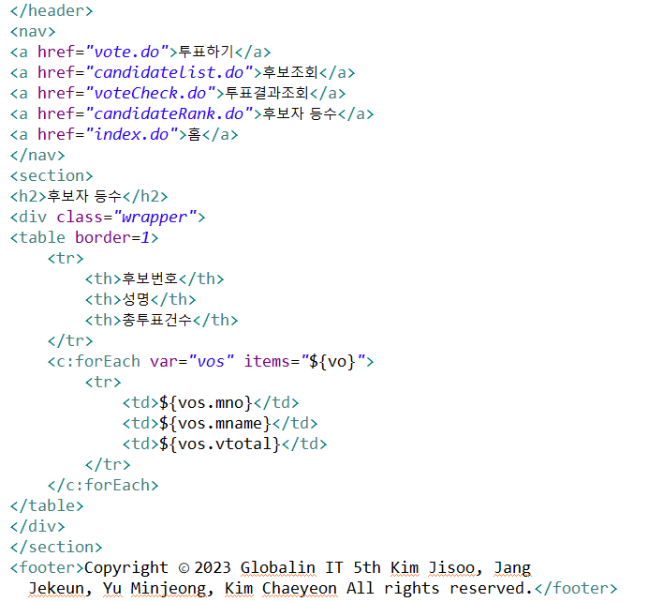 </header>
<nav>
<a href="vote.do">투표하기</a>
<a href="candidatelist.do">후보조회</a>
<a href="voteCheck.do">투표결과조회</a>
<a href="candidateRank.do">후보자 등수</a>
<a href="index.do">홈</a>
</nav>
<section>
<h2>후보자 등수</h2>
<div class="wrapper">
<table border=1>
    <tr>
        <th>후보번호</th>
        <th>성명</th>
        <th>총투표건수</th>
    </tr>
    <c:forEach var="vos" items="${vo}">
        <tr>
            <td>${vos.mno}</td>
            <td>${vos.mname}</td>
            <td>${vos.vtotal}</td>
        </tr>
    </c:forEach>
</table>
</div>
</section>
<footer>Copyright © 2023 Globalin IT 5th Kim Jisoo, Jang
  Jekeun, Yu Minjeong, Kim Chaeyeon All rights reserved.</footer>